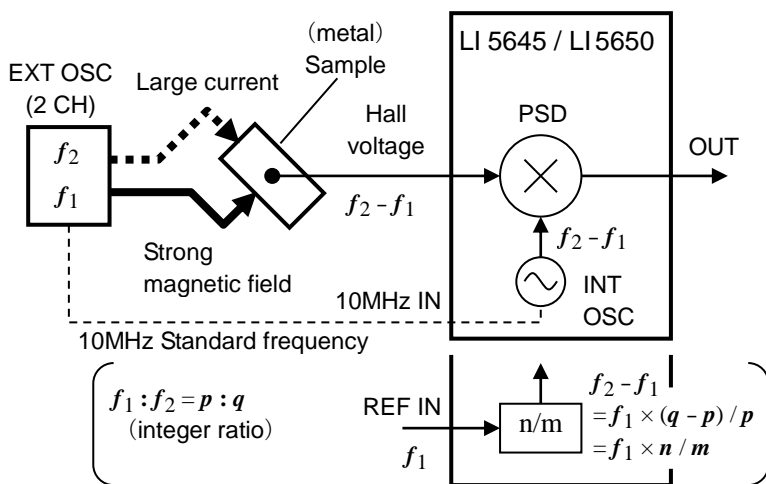 (metal)
Sample
LI 5645 / LI 5650
EXT OSC
(2 CH)
Large current
Hall
voltage
PSD
OUT
f2
f1
f2-f1
f2-f1
Strong
magnetic field
INT
OSC
10MHz IN
10MHz Standard frequency
f1 : f2 = p : q
(integer ratio)
REF IN
f1
n/m
f2-f1
=f1 × (q - p) / p
=f1 × n / m